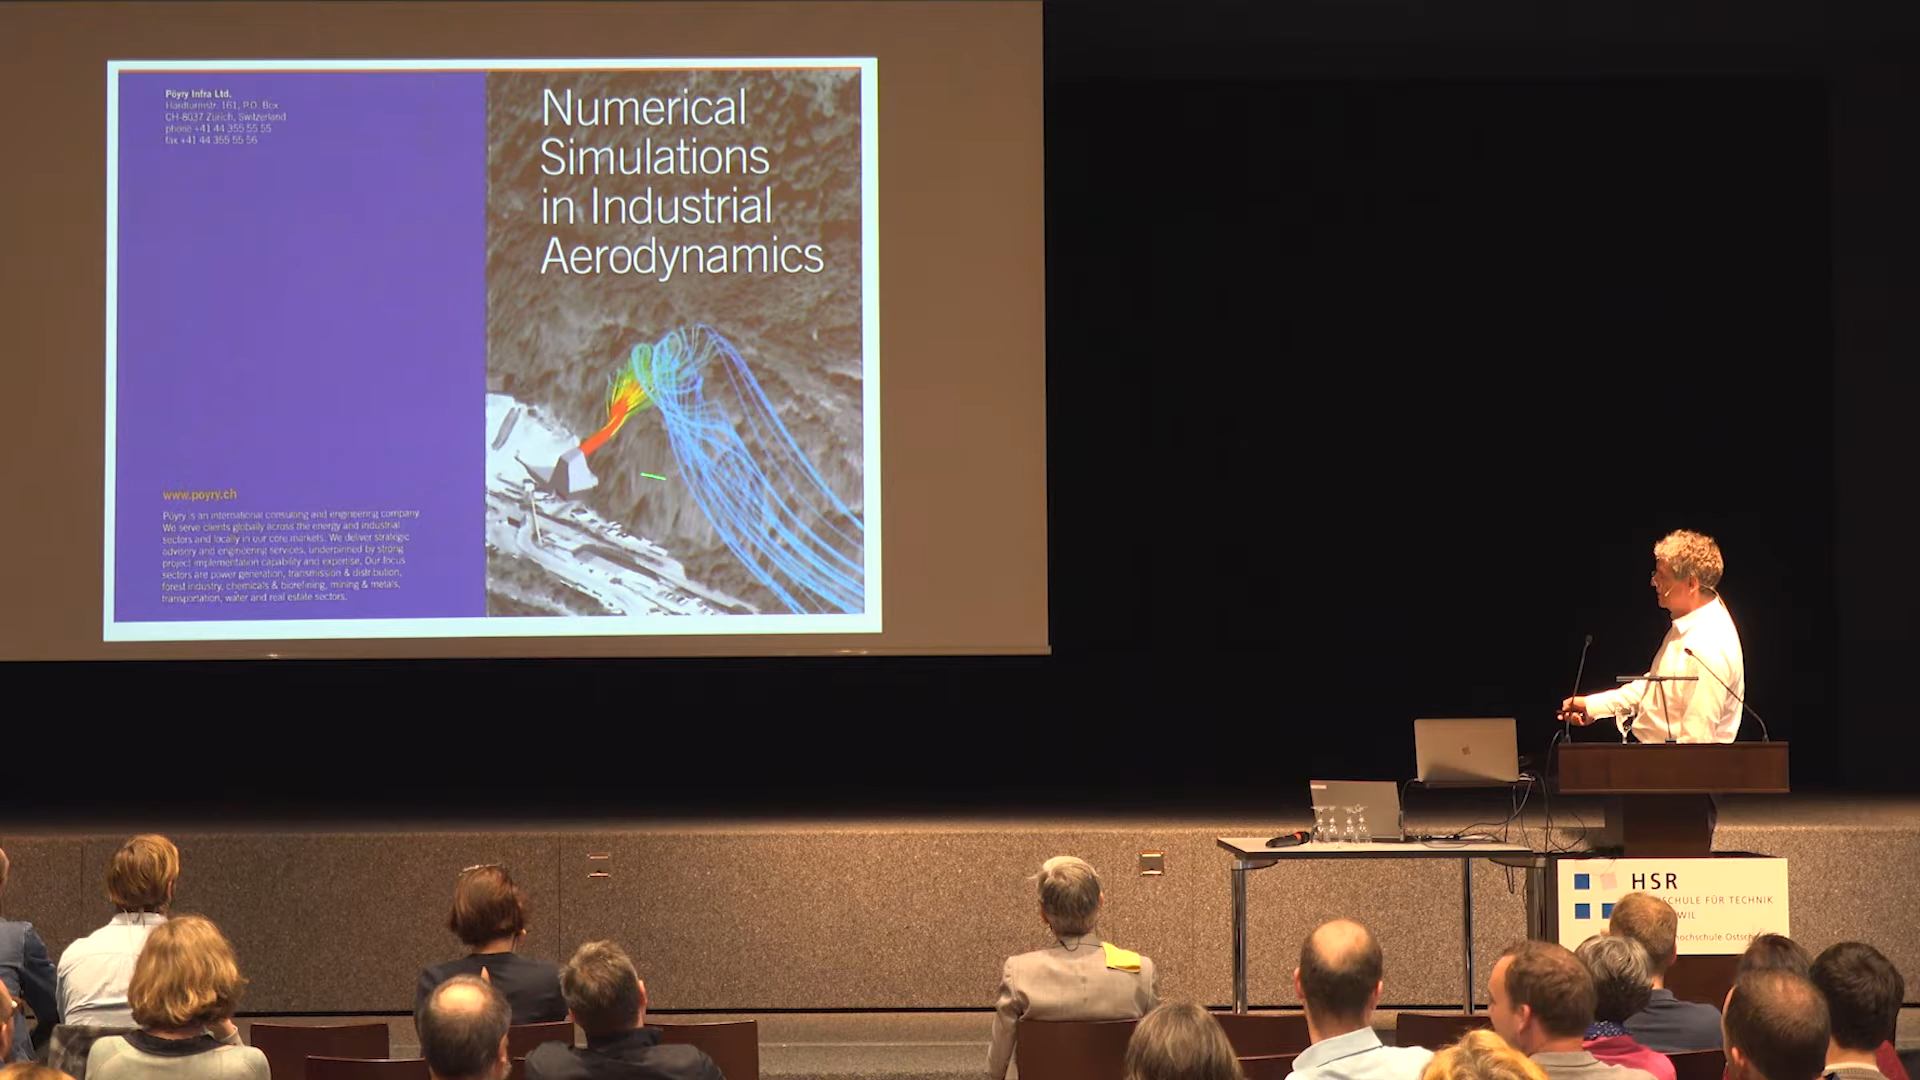 Pöyry Infra Ltd.
Hardturmstr. 161, P.O. Box
CH-8037 Zurich, Switzerland
phone +41 44 355 55 55
fax +41 44 355 55 56
www.poyry.ch
Pöyry is an international consulting and engineering company.
We serve clients globally across the energy and industrial
sectors and locally in our core markets. We deliver strategic
advisory and engineering services, underpinned by strong
project implementation capability and expertise. Our focus
sectors are power generation, transmission & distribution,
forest industry, chemicals & biorefining, mining & metals,
transportation, water and real estate sectors.
Numerical
Simulations
in Industrial
Aerodynamics
HSR
FÜR TECHNIK